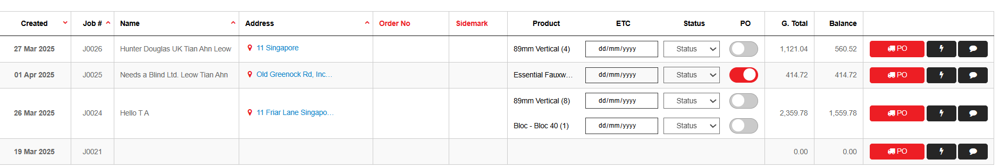 Created Job # Name Address Order No Sidemark Product ETC Status PO G. Total Balance
27 Mar 2025 J0026 Hunter Douglas UK Tian Ahn Leow 11 Singapore 89mm Vertical (4) dd/mm/yyyy Status 1,121.04 560.52 PO
01 Apr 2025 J0025 Needs a Blind Ltd. Leow Tian Ahn Old Greenock Rd, Inc... Essential Fauxw... dd/mm/yyyy Status 414.72 414.72 PO
26 Mar 2025 J0024 Hello T A 11 Friar Lane Singapo... 89mm Vertical (8) dd/mm/yyyy Status 2,359.78 1,559.78 PO
Bloc - Bloc 40 (1) dd/mm/yyyy Status
19 Mar 2025 J0021 0.00 0.00 PO